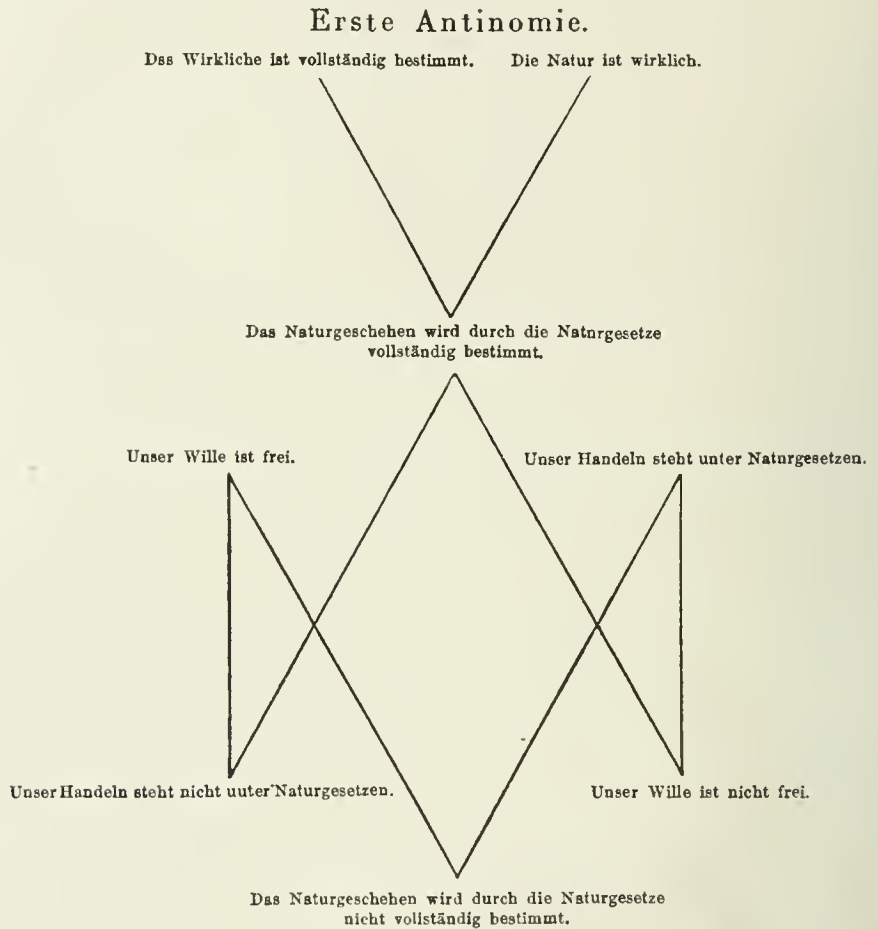 Erste Antinomie.
Dss Wirkliche ist vollständig bestimmt. Die Natur ist wirklich.
Das Naturgeschehen wird durch die Natnrgesetze
vollständig bestimmt.
Unser Wille ist frei. Unser Handeln steht unter Natnrgesetzen.
Unser Handeln steht nicht uuter Naturgesetzen. Unser Wille ist nicht frei.
Das Naturgeschehen wird durch die Naturgesetze
nicht vollständig bestimmt.